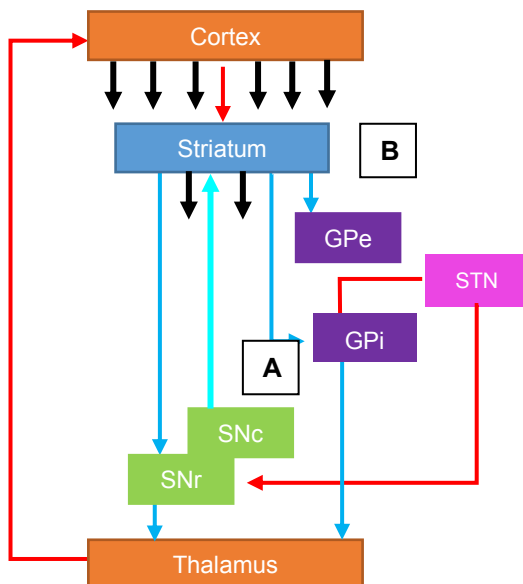 Cortex
Striatum
B
GPe
STN
GPi
A
SNc
SNr
Thalamus